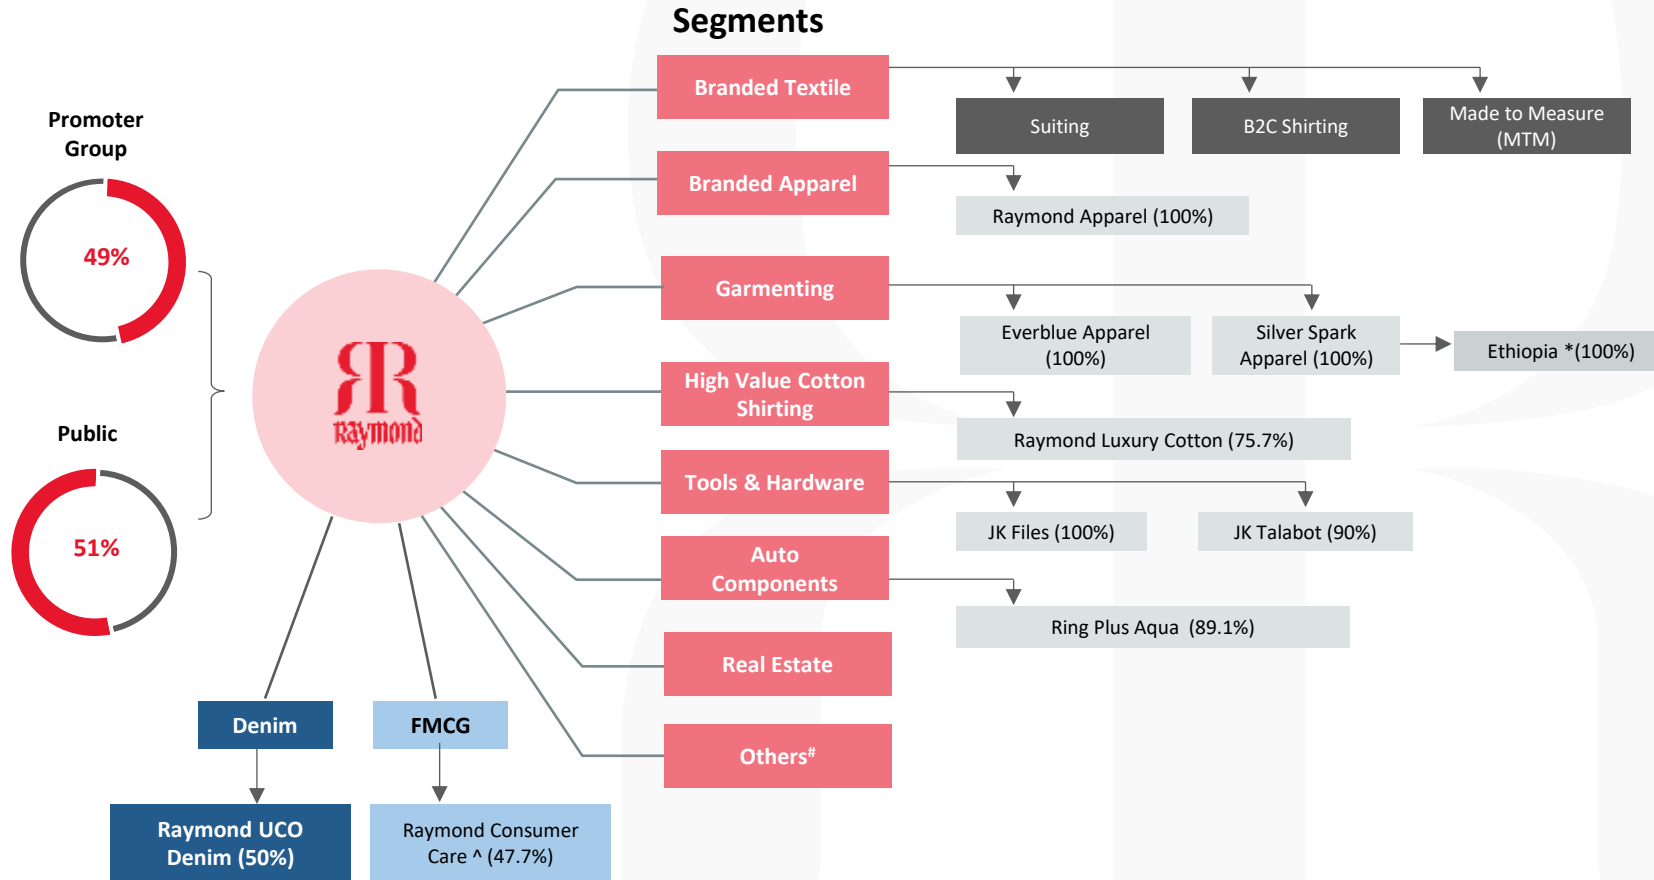 Segments
Promoter
Group
49%
Public
51%
Raymond
Branded Textile
Suiting
B2C Shirting
Made to Measure
(MTM)
Branded Apparel
Raymond Apparel (100%)
Garmenting
Everblue Apparel
(100%)
Silver Spark
Apparel (100%)
Ethiopia *(100%)
High Value Cotton
Shirting
Raymond Luxury Cotton (75.7%)
Tools & Hardware
JK Files (100%)
JK Talabot (90%)
Auto
Components
Ring Plus Aqua (89.1%)
Real Estate
Others#
Denim
FMCG
Raymond UCO
Denim (50%)
Raymond Consumer
Care ^ (47.7%)